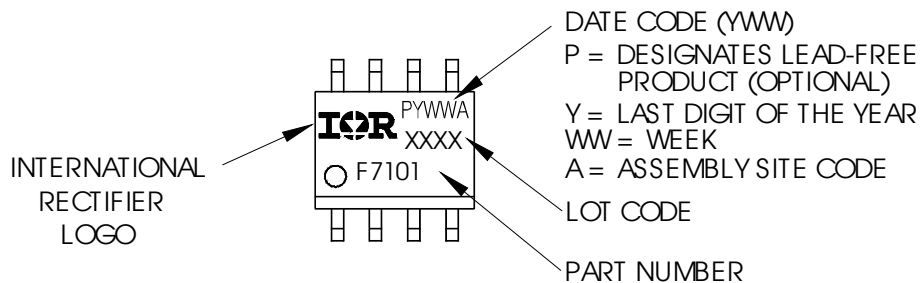 DATE CODE (YWW)
P = DESIGNATES LEAD-FREE
PRODUCT (OPTIONAL)
Y = LAST DIGIT OF THE YEAR
WW = WEEK
A = ASSEMBLY SITE CODE
LOT CODE
PART NUMBER
INTERNATIONAL
RECTIFIER
LOGO
IOR
PYWWA
XXXX
F7101